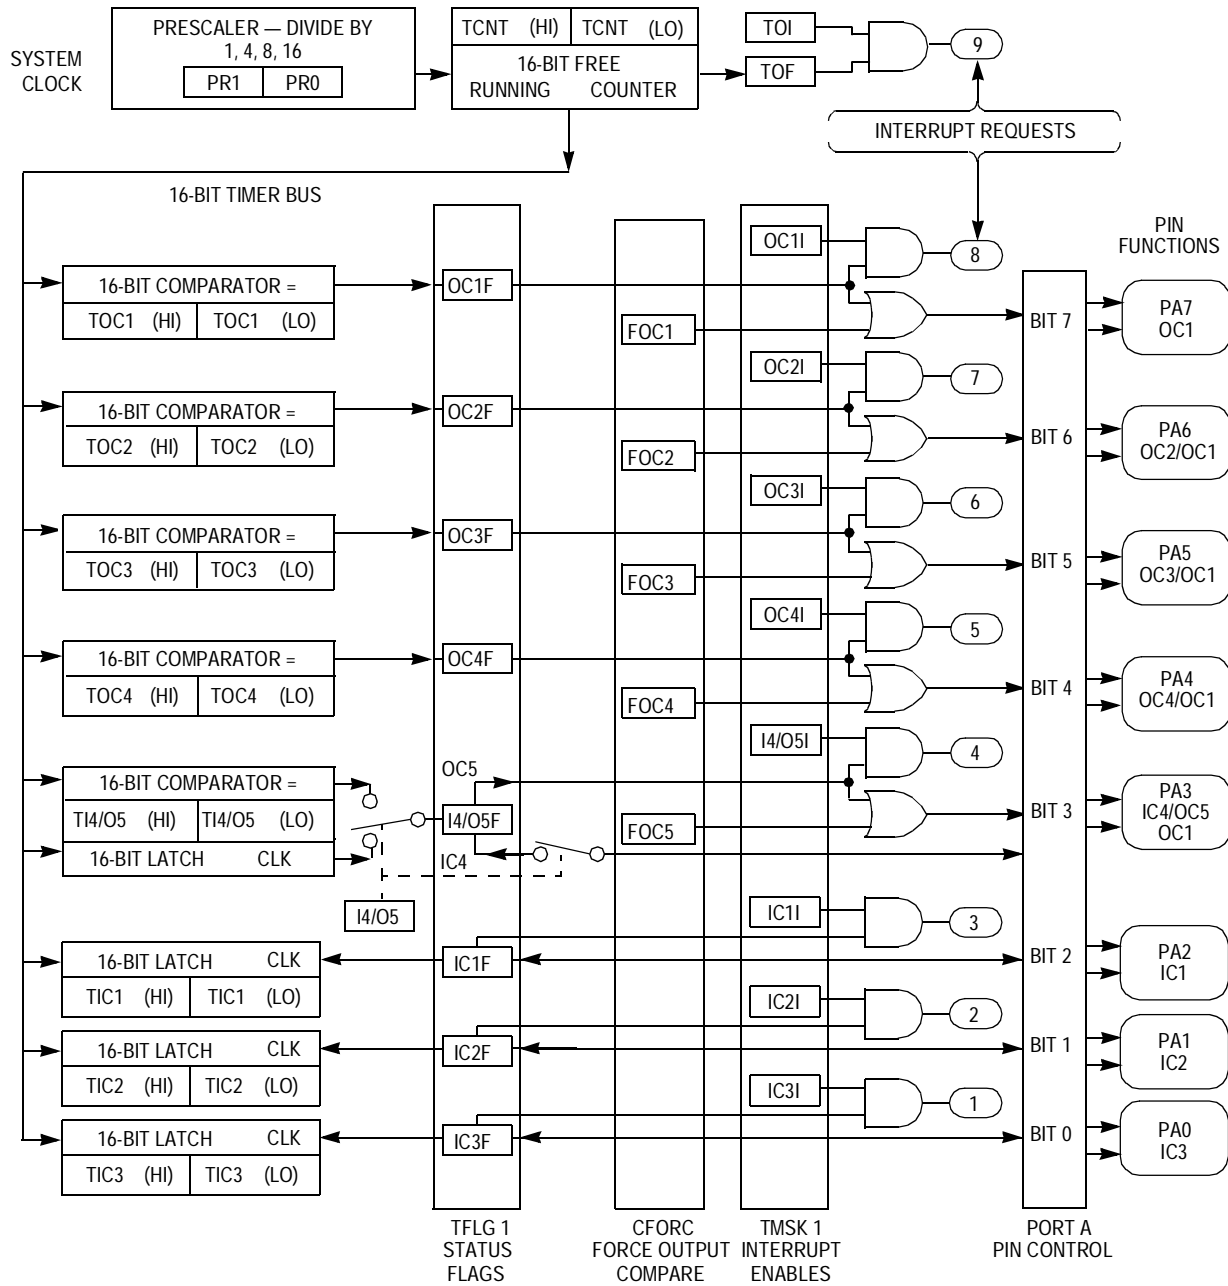 SYSTEM
CLOCK
PRESCALER — DIVIDE BY
1, 4, 8, 16
PR1 PR0
TCNT (HI) TCNT (LO)
16-BIT FREE
RUNNING COUNTER
TOI
TOF
9
INTERRUPT REQUESTS
16-BIT TIMER BUS
PIN
FUNCTIONS
OC1I
8
16-BIT COMPARATOR =
TOC1 (HI) TOC1 (LO)
OC1F
FOC1
BIT 7
PA7
OC1
OC2I
7
16-BIT COMPARATOR =
TOC2 (HI) TOC2 (LO)
OC2F
FOC2
BIT 6
PA6
OC2/OC1
OC3I
6
16-BIT COMPARATOR =
TOC3 (HI) TOC3 (LO)
OC3F
FOC3
BIT 5
PA5
OC3/OC1
OC4I
5
16-BIT COMPARATOR =
TOC4 (HI) TOC4 (LO)
OC4F
FOC4
BIT 4
PA4
OC4/OC1
I4/O5I
4
16-BIT COMPARATOR =
TI4/O5 (HI) TI4/O5 (LO)
16-BIT LATCH CLK
OC5
I4/O5F
IC4
FOC5
BIT 3
PA3
IC4/OC5
OC1
I4/O5
IC1I
3
16-BIT LATCH CLK
TIC1 (HI) TIC1 (LO)
IC1F
BIT 2
PA2
IC1
IC2I
2
16-BIT LATCH CLK
TIC2 (HI) TIC2 (LO)
IC2F
BIT 1
PA1
IC2
IC3I
1
16-BIT LATCH CLK
TIC3 (HI) TIC3 (LO)
IC3F
BIT 0
PA0
IC3
TFLG 1
STATUS
FLAGS
CFORC
FORCE OUTPUT
COMPARE
TMSK 1
INTERRUPT
ENABLES
PORT A
PIN CONTROL